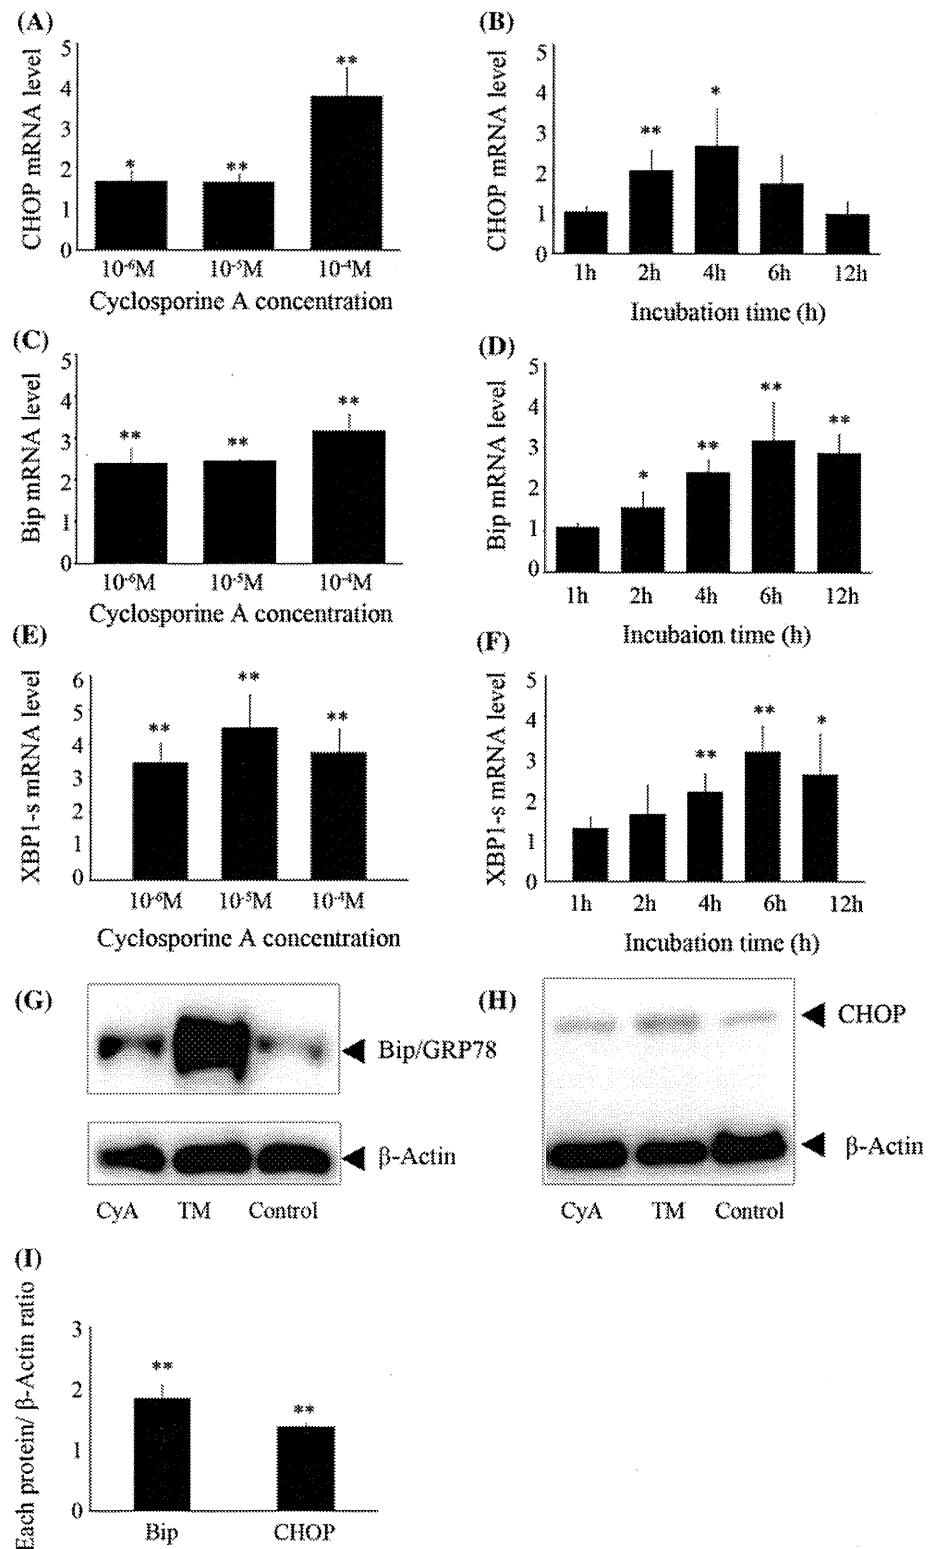 (A)
CHOP mRNA level
5
4
3
2
1
0
* ** **
10⁻⁶M 10⁻⁵M 10⁻⁴M
Cyclosporine A concentration
(B)
CHOP mRNA level
5
4
3
2
1
0
** *
1h 2h 4h 6h 12h
Incubation time (h)
(C)
Bip mRNA level
5
4
3
2
1
0
** ** **
10⁻⁶M 10⁻⁵M 10⁻⁴M
Cyclosporine A concentration
(D)
Bip mRNA level
5
4
3
2
1
0
* ** ** **
1h 2h 4h 6h 12h
Incubaion time (h)
(E)
XBP1-s mRNA level
6
5
4
3
2
1
0
** ** **
10⁻⁶M 10⁻⁵M 10⁻⁴M
Cyclosporine A concentration
(F)
XBP1-s mRNA level
5
4
3
2
1
0
** ** *
1h 2h 4h 6h 12h
Incubation time (h)
(G)
Bip/GRP78
β-Actin
CyA TM Control
(H)
CHOP
β-Actin
CyA TM Control
(I)
Each protein/ β-Actin ratio
3
2
1
0
** **
Bip CHOP